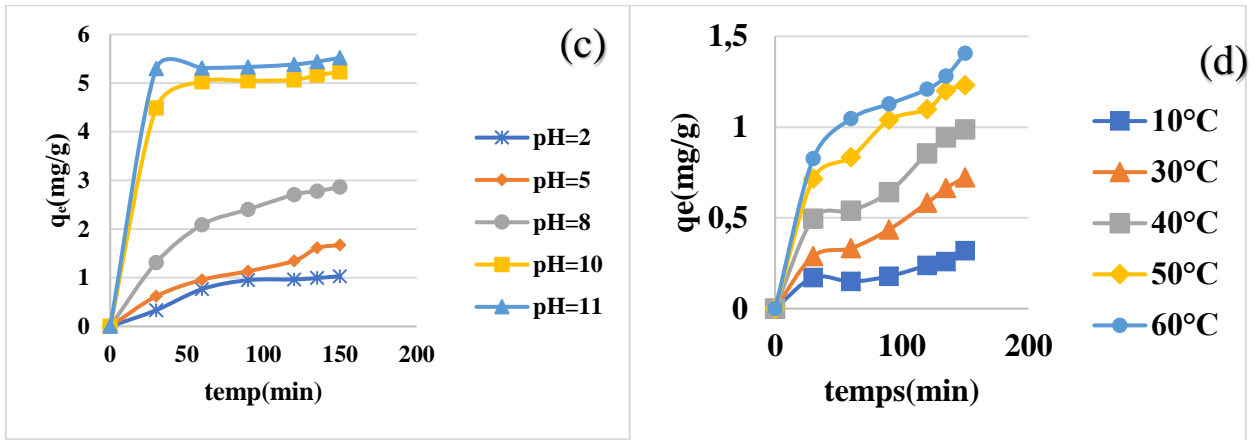 (c)
6
5
4
3
2
1
0
0 50 100 150 200
qe(mg/g)
temp(min)
pH=2
pH=5
pH=8
pH=10
pH=11
(d)
1,5
1
0,5
0
0 100 200
qe(mg/g)
temps(min)
10°C
30°C
40°C
50°C
60°C